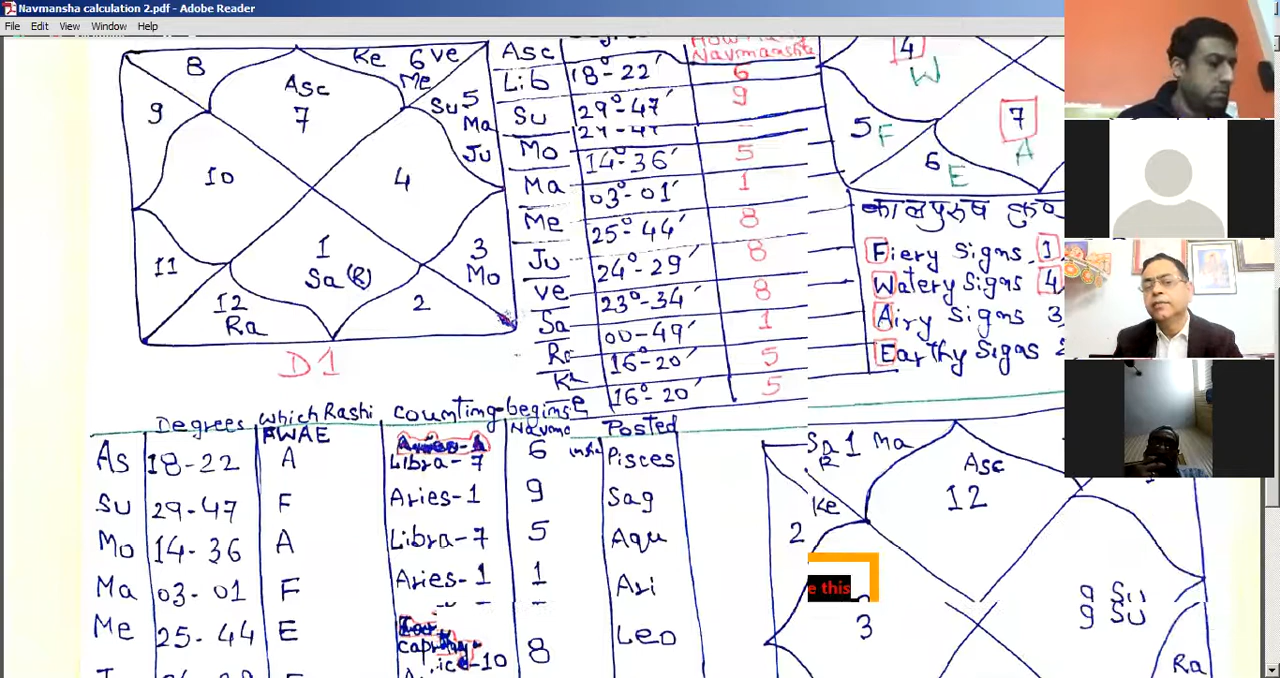 Navmansha calculation 2.pdf - Adobe Reader
File Edit View Window Help
8
Ke 6 Ve
Me
Asc
7
Su 5
Ma
Ju
9
10
4
1
Sa (R)
3
Mo
11
12
Ra
2
D1
Navmansha
Asc
Lib 18°-22' 6
Su 29°-47' 9
Mo 14°-36' 5
Ma 03°-01' 1
Me 25°-44' 8
Ju 24°-29' 8
Ve 23°-34' 8
Sa 00-49' 1
Ra 16°-20' 5
Ke 16°-20' 5
4
W
7
A
5 F
6 E
कालपुरुष
Fiery Signs 1
Watery Signs 4
Airy Signs 3
Earthy Signs 2
Degrees which Rashi counting begins Posted
FWAE
As 18-22 A Libra-7 6 Pisces
Su 29-47 F Aries-1 9 Sag
Mo 14-36 A Libra-7 5 Aqu
Ma 03-01 F Aries-1 1 Ari
Me 25-44 E 10 8 Leo
Sa 1 Ma
R
Ke
Asc
12
2
e this
3
9 Su
9 Su
Ra